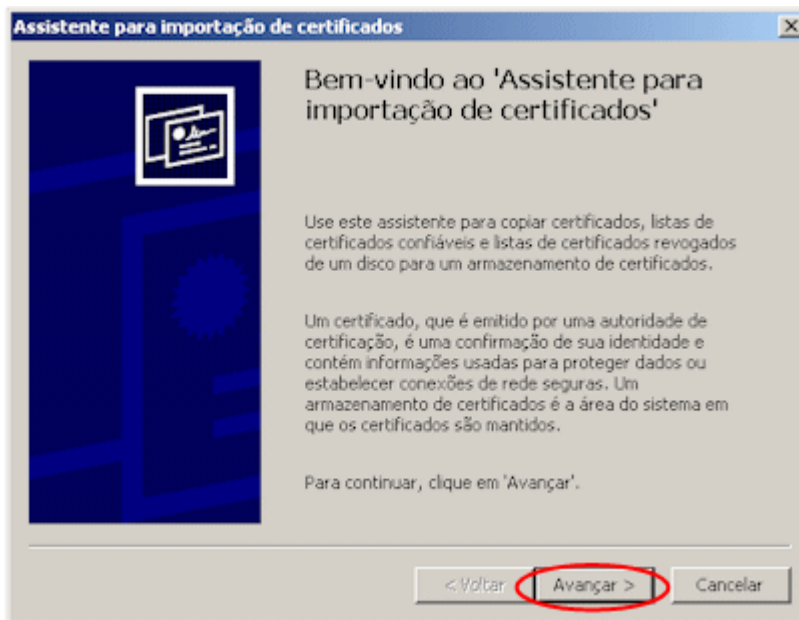 Assistente para importação de certificados
Bem-vindo ao 'Assistente para
importação de certificados'
Use este assistente para copiar certificados, listas de
certificados confiáveis e listas de certificados revogados
de um disco para um armazenamento de certificados.
Um certificado, que é emitido por uma autoridade de
certificação, é uma confirmação de sua identidade e
contém informações usadas para proteger dados ou
estabelecer conexões de rede seguras. Um
armazenamento de certificados é a área do sistema em
que os certificados são mantidos.
Para continuar, clique em 'Avançar'.
< Voltar Avançar > Cancelar